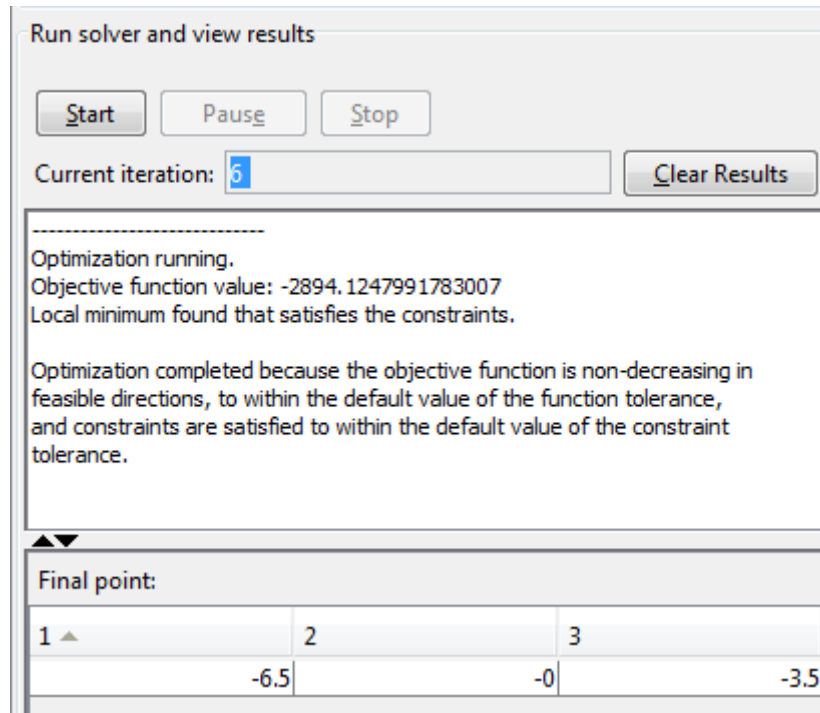 Run solver and view results
Start Pause Stop
Current iteration: 6 Clear Results
------------------------------
Optimization running.
Objective function value: -2894.1247991783007
Local minimum found that satisfies the constraints.
Optimization completed because the objective function is non-decreasing in
feasible directions, to within the default value of the function tolerance,
and constraints are satisfied to within the default value of the constraint
tolerance.
Final point:
1 2 3
-6.5 -0 -3.5